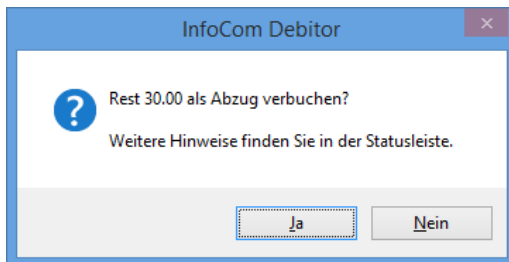 InfoCom Debitor
Rest 30.00 als Abzug verbuchen?
Weitere Hinweise finden Sie in der Statusleiste.
Ja
Nein